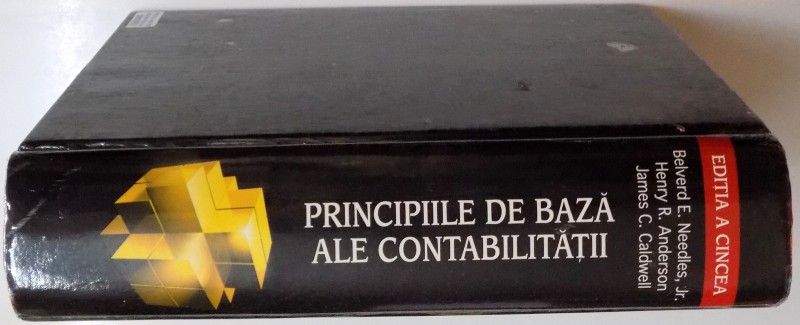 PRINCIPIILE DE BAZĂ
ALE CONTABILITĂȚII
EDIȚIA A CINCEA
Belverd E. Needles, Jr.
Henry R. Anderson
James C. Caldwell